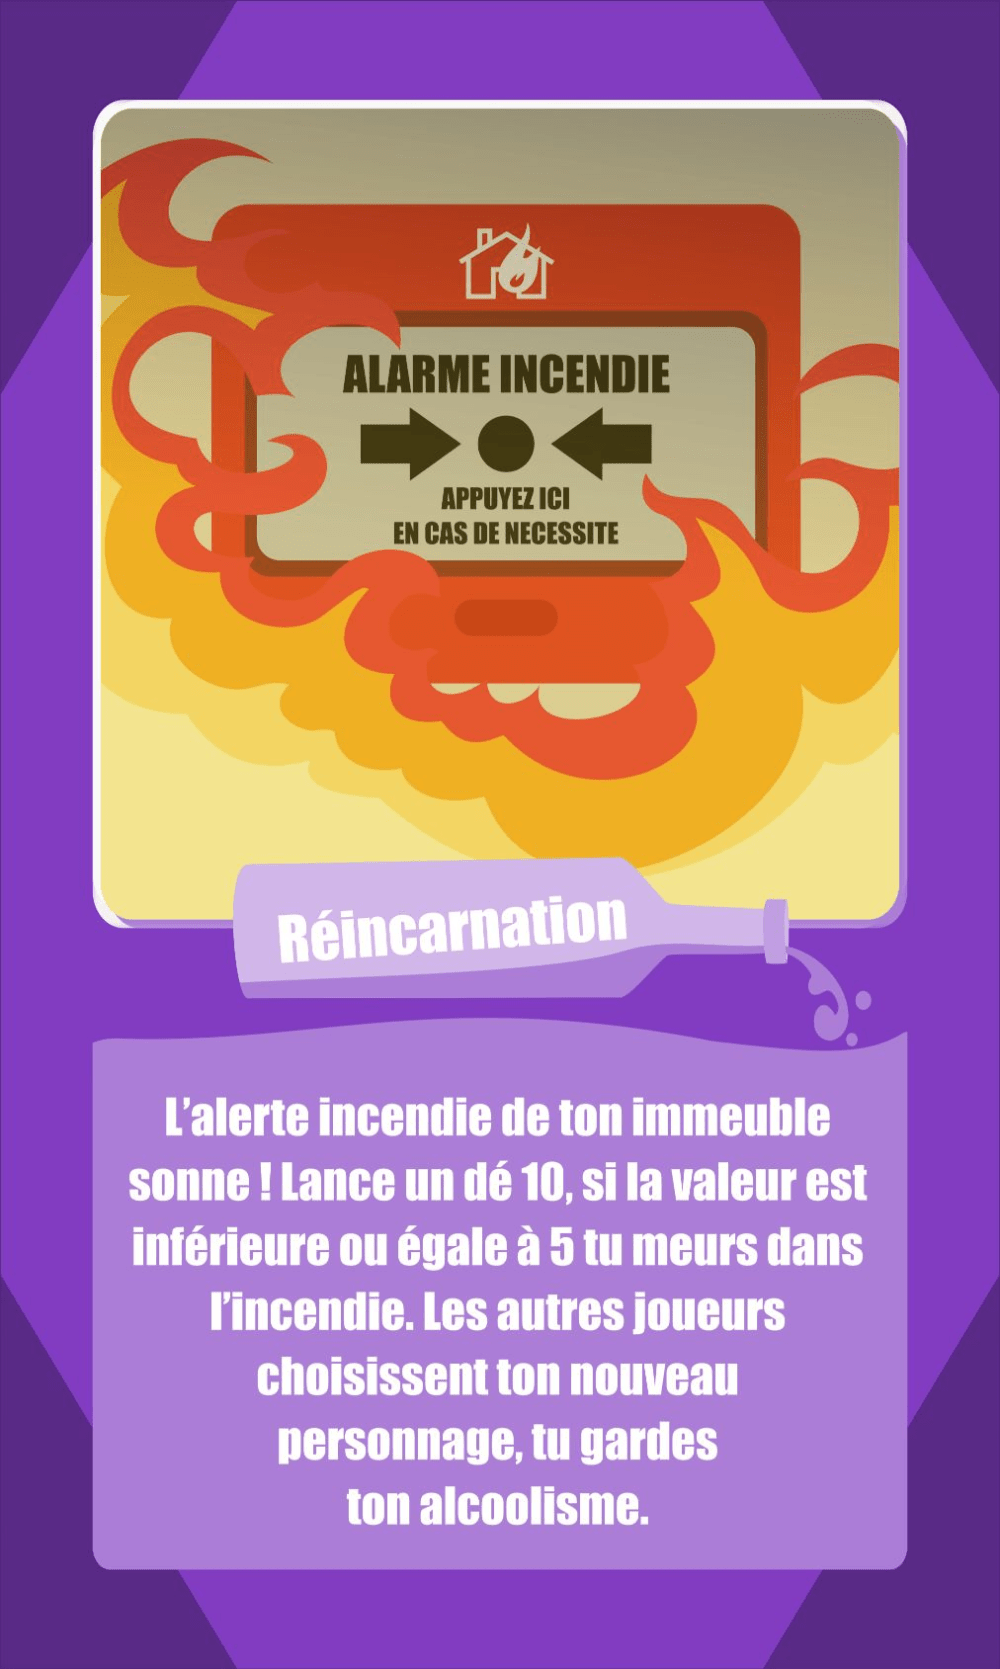 ALARME INCENDIE
APPUYEZ ICI
EN CAS DE NECESSITE
Réincarnation
L'alerte incendie de ton immeuble
sonne ! Lance un dé 10, si la valeur est
inférieure ou égale à 5 tu meurs dans
l'incendie. Les autres joueurs
choisissent ton nouveau
personnage, tu gardes
ton alcoolisme.